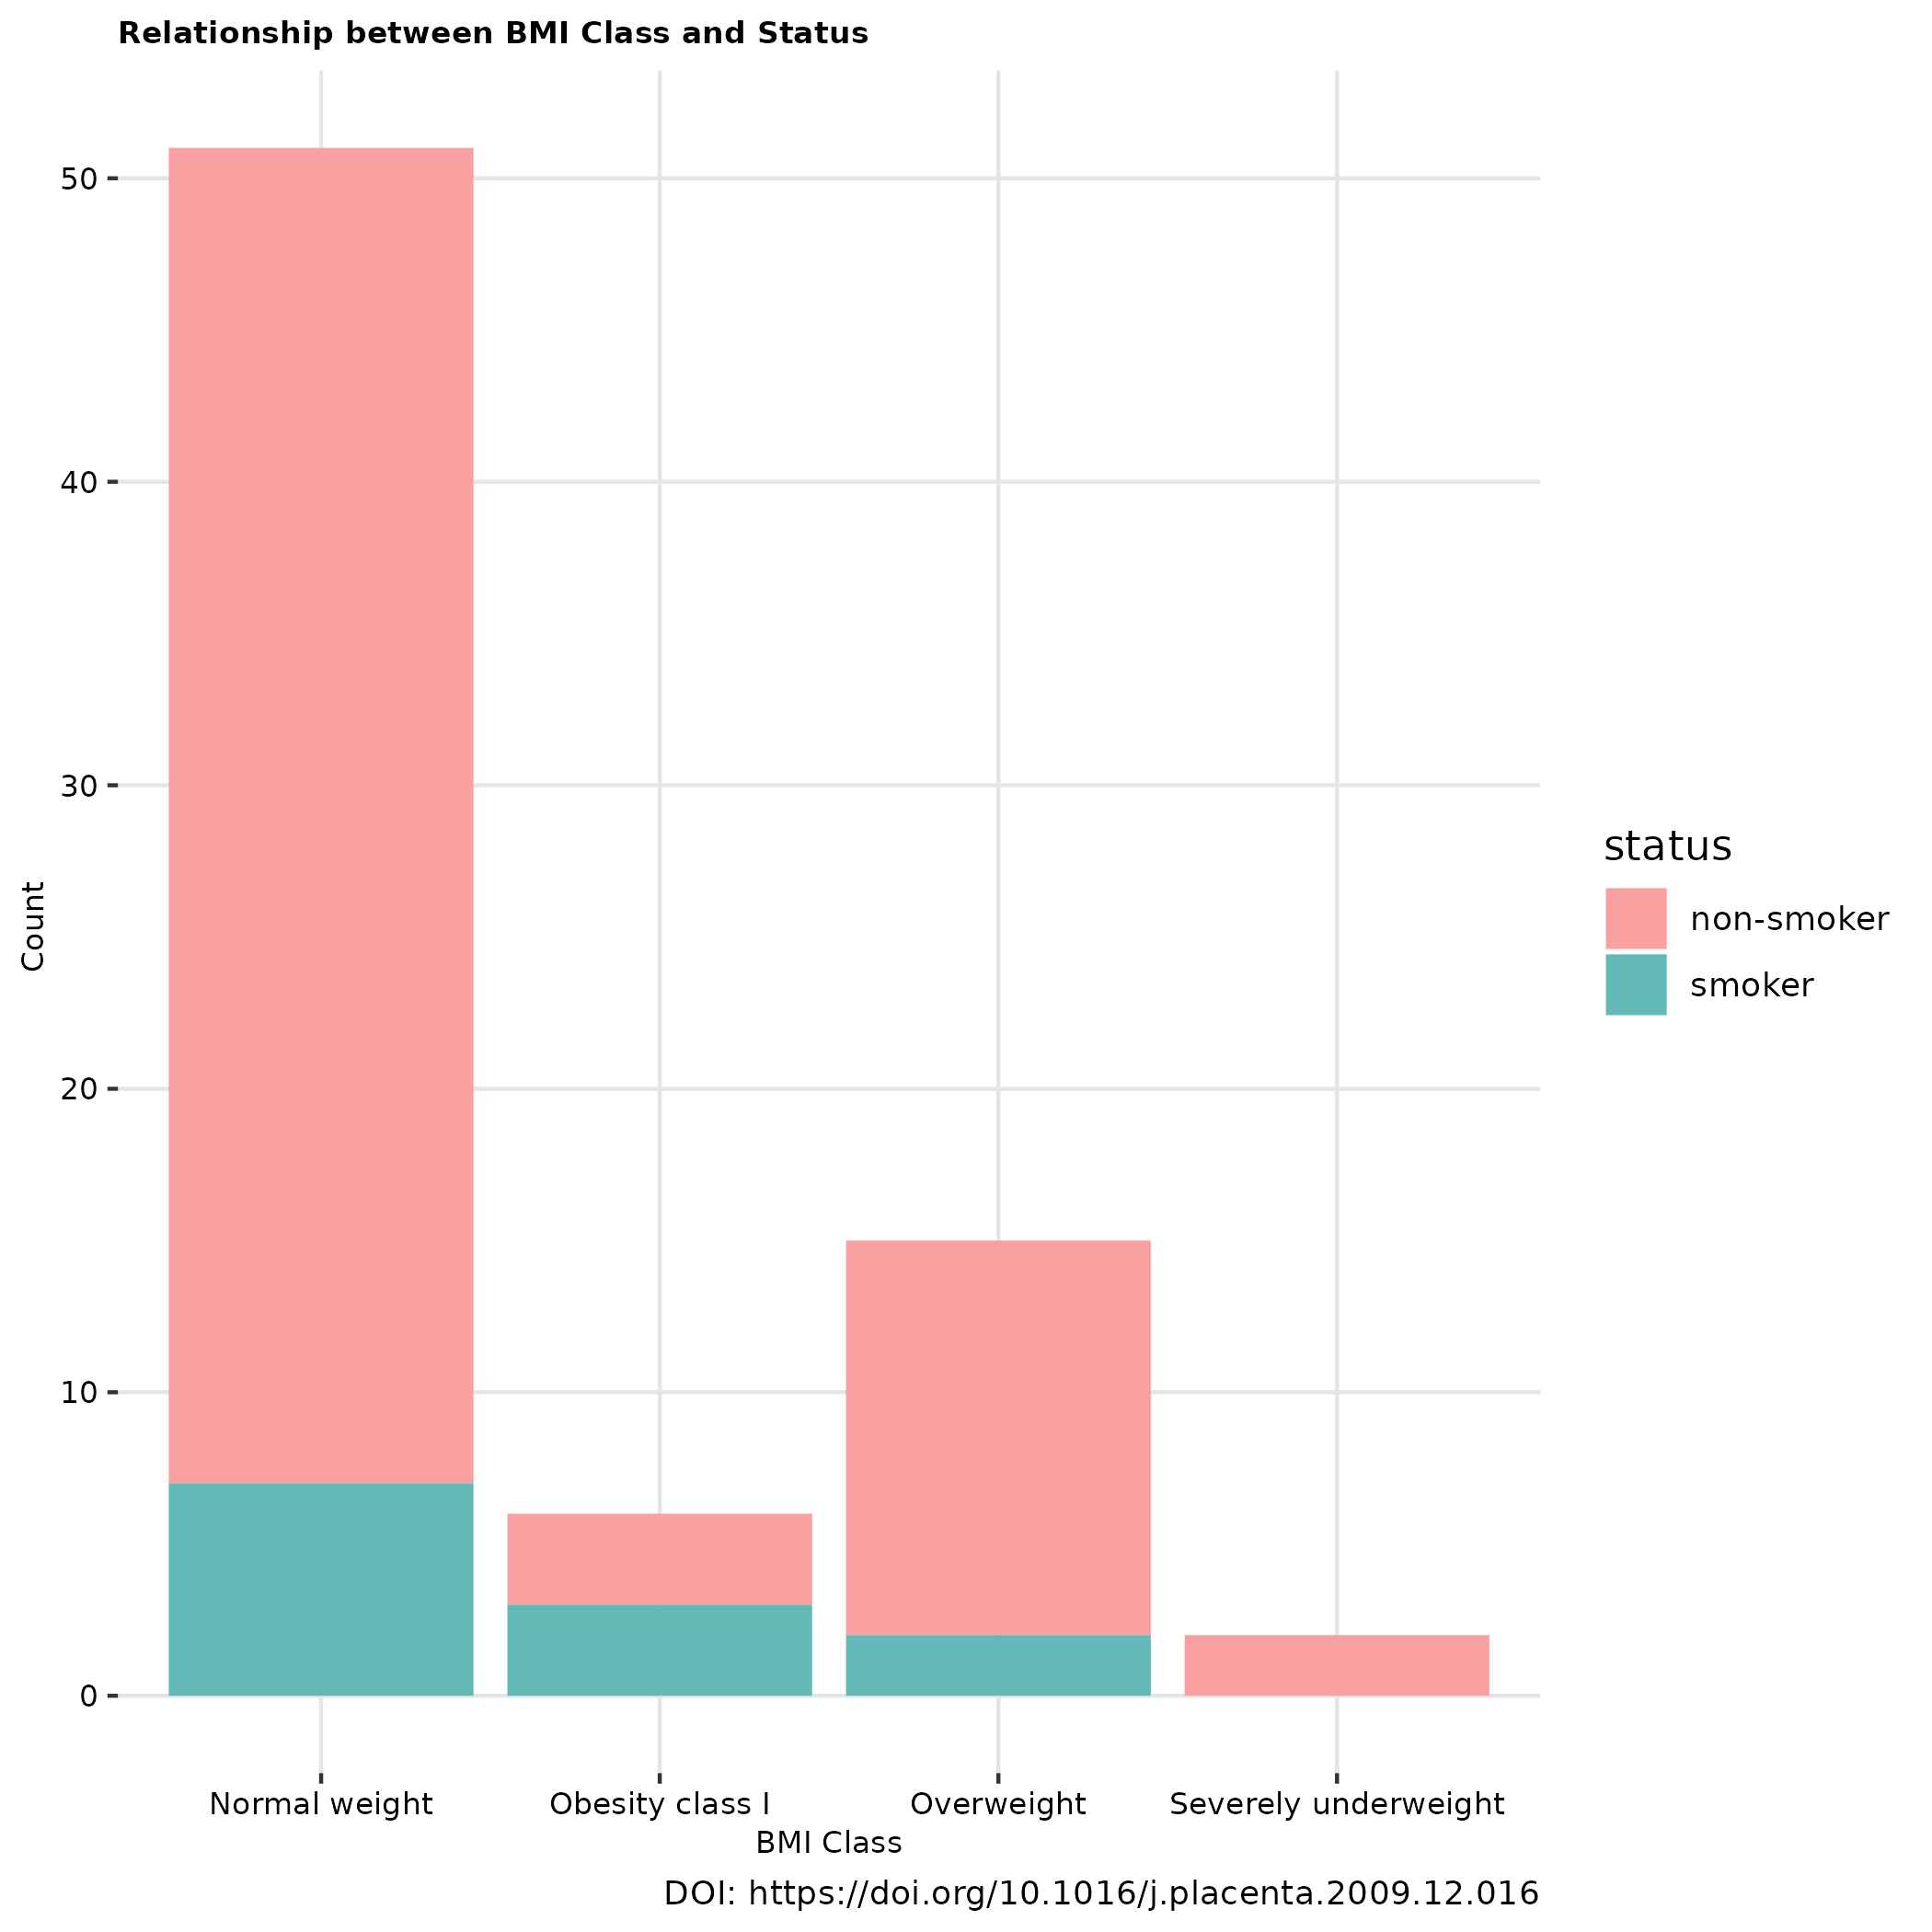 Relationship between BMI Class and Status
50
40
30
20
10
0
Count
Normal weight
Obesity class I
Overweight
Severely underweight
BMI Class
status
non-smoker
smoker
DOI: https://doi.org/10.1016/j.placenta.2009.12.016